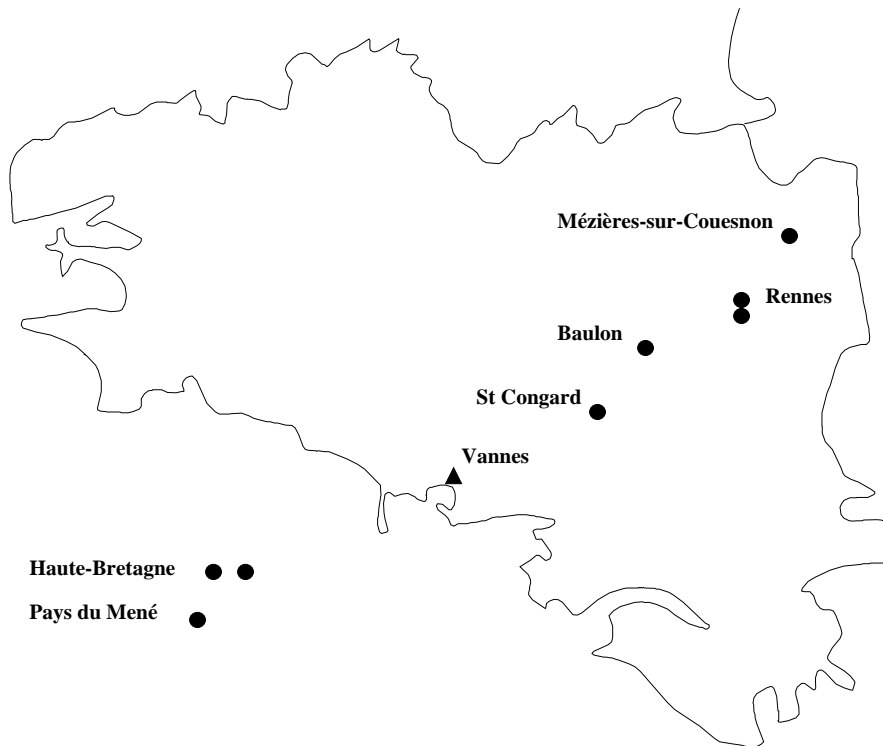 Mézières-sur-Couesnon
Rennes
Baulon
St Congard
Vannes
Haute-Bretagne
Pays du Mené